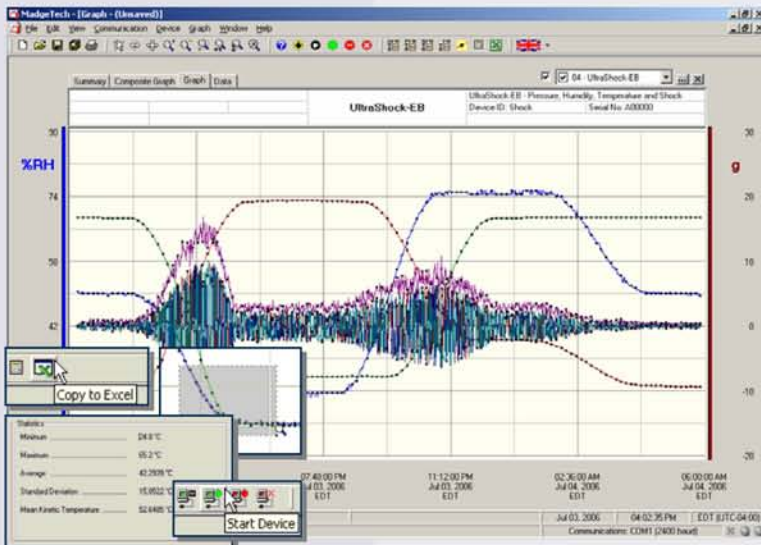 MadgeTech - [Graph - (Unsaved)]
File Edit View Communication Device Graph Window Help
Summary Composite Graph Graph Data
04 - UltraShock-EB
UltraShock-EB
UltraShock-EB - Pressure, Humidity, Temperature and Shock
Device ID: Shock Serial No. A00000
%RH
90
74
58
42
g
30
20
10
0
-10
-20
Copy to Excel
Statistics
Minimum 24.8 °C
Maximum 65.2 °C
Average
Standard Deviation
Mean Kinetic Temperature
Start Device
07:48:00 PM 11:12:00 PM 02:36:00 AM 06:00:00 AM
Jul 03, 2006 Jul 03, 2006 Jul 04, 2006 Jul 04, 2006
EDT EDT EDT EDT
Jul 03, 2006 04:02:35 PM EDT (UTC-04:00)
Communications: COM1 (2400 baud)